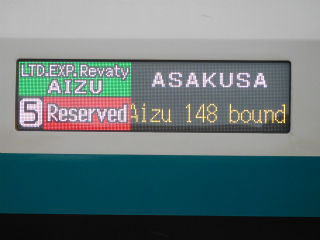 LTD.EXP.Revaty
AIZU
ASAKUSA
5 Reserved
Aizu 148 bound